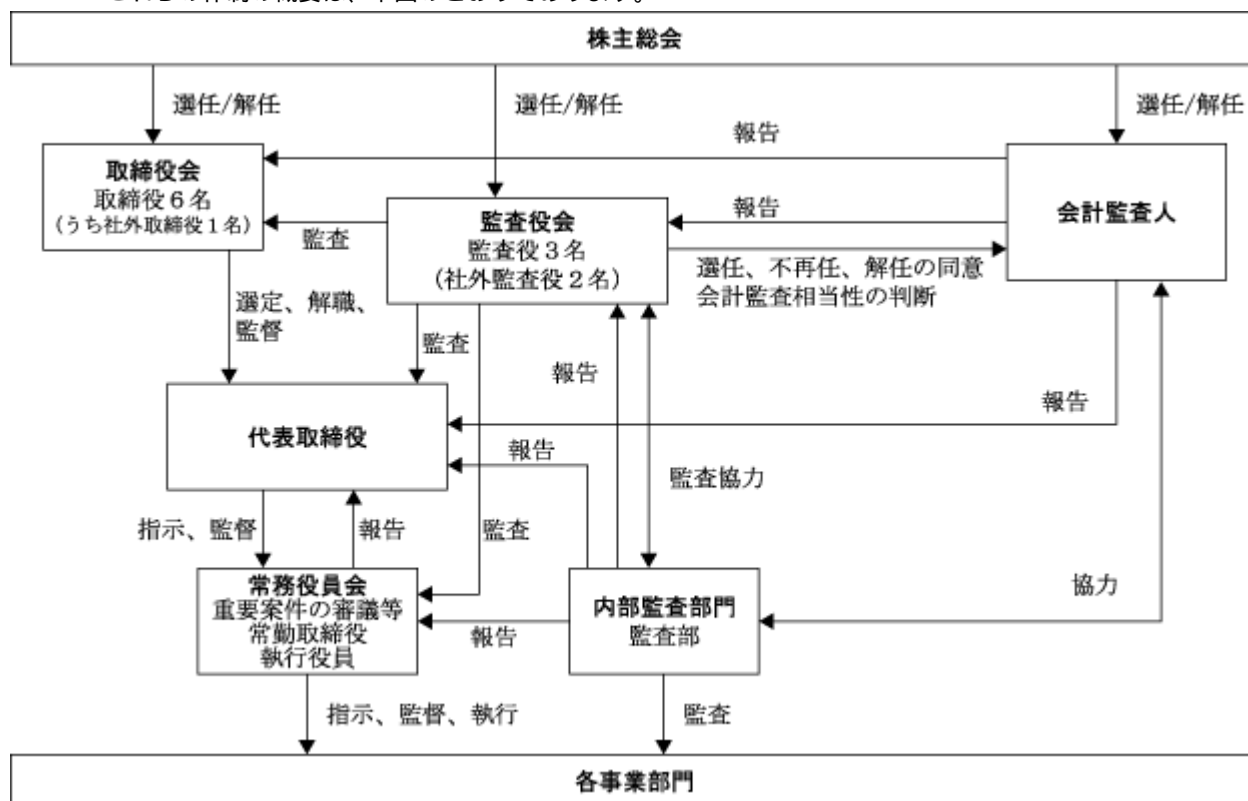 株主総会
選任/解任
選任/解任
選任/解任
報告
取締役会
取締役6名
(うち社外取締役1名)
監査
監査役会
監査役3名
(社外監査役2名)
報告
会計監査人
選任、不再任、解任の同意
会計監査相当性の判断
選定、解職、
監督
監査
報告
報告
代表取締役
報告
監査協力
指示、監督
報告
監査
常務役員会
重要案件の審議等
常勤取締役
執行役員
報告
内部監査部門
監査部
協力
指示、監督、執行
監査
各事業部門